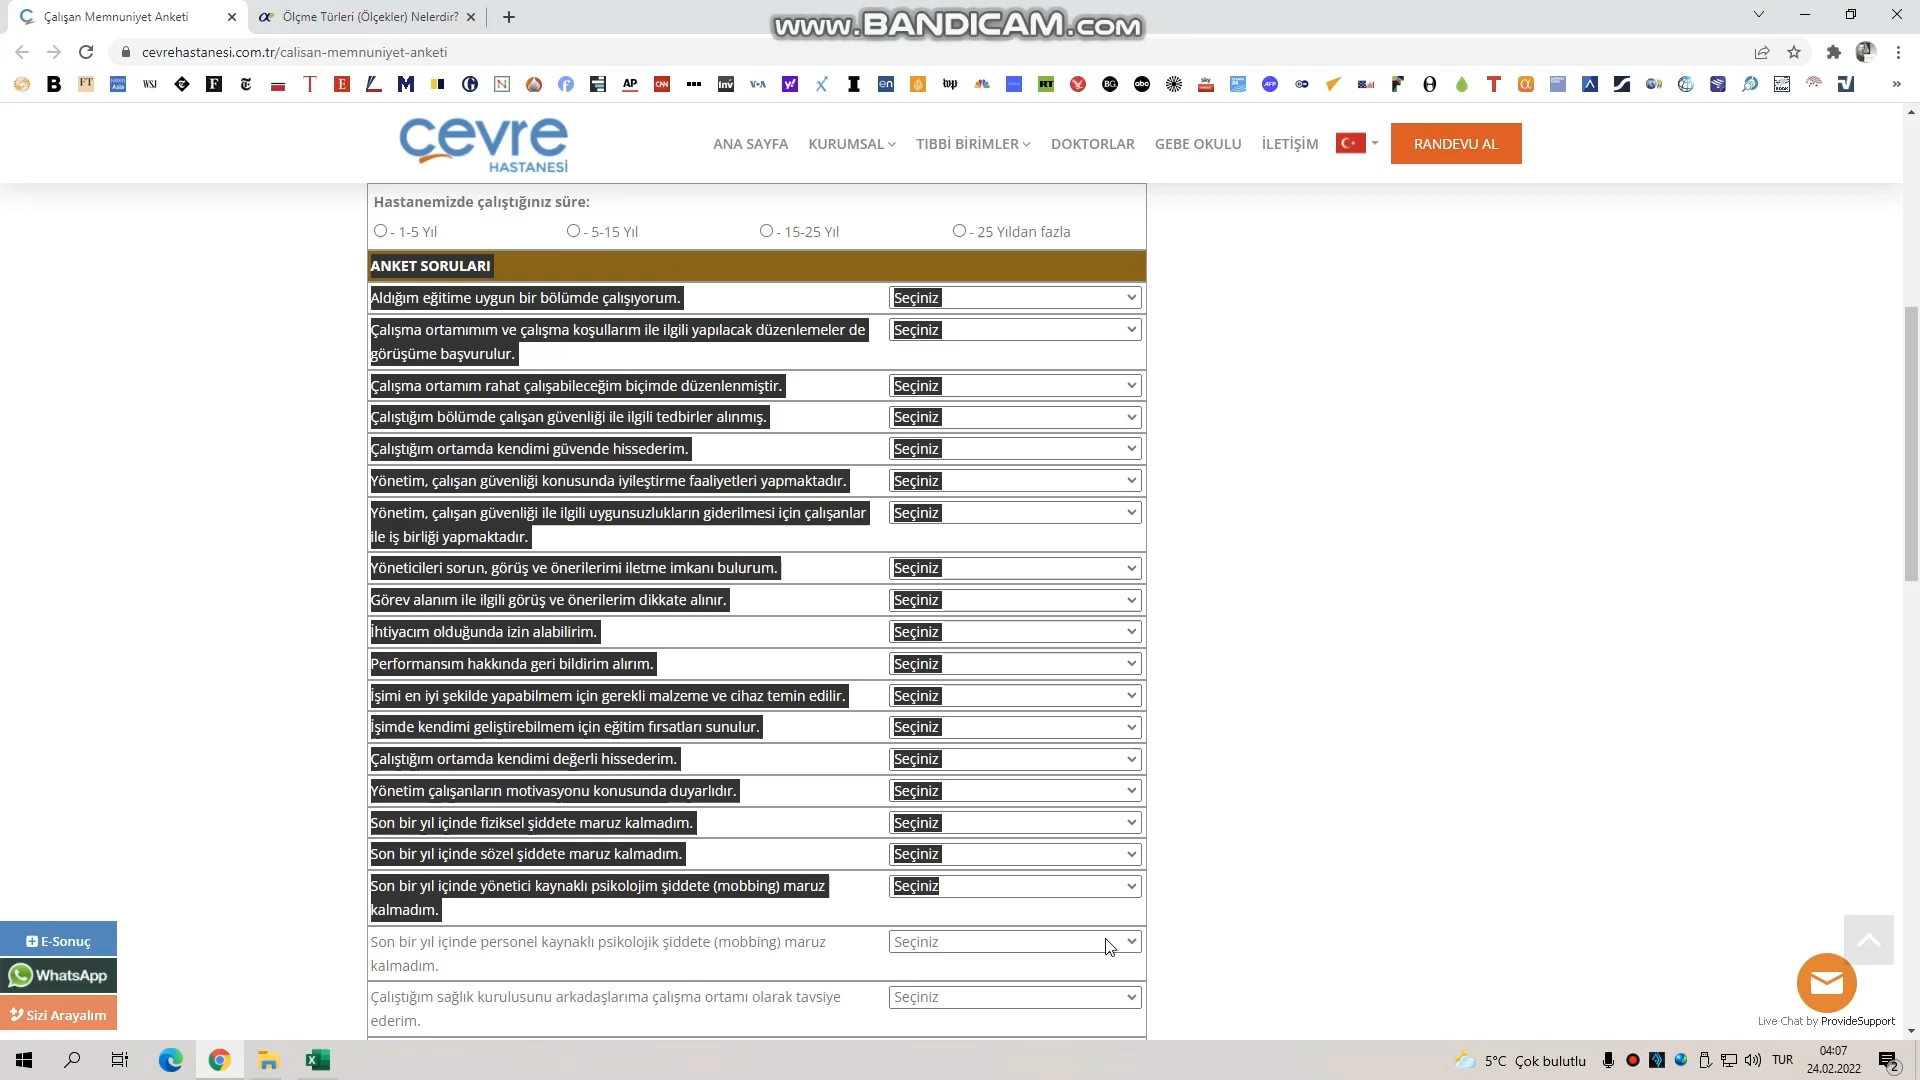 Çalışan Memnuniyet Anketi
Ölçme Türleri (Ölçekler) Nelerdir?
www.BANDICAM.com
cevrehastanesi.com.tr/calisan-memnuniyet-anketi
cevre
HASTANESİ
ANA SAYFA
KURUMSAL
TIBBİ BİRİMLER
DOKTORLAR
GEBE OKULU
İLETİŞİM
RANDEVU AL
Hastanemizde çalıştığınız süre:
- 1-5 Yıl
- 5-15 Yıl
- 15-25 Yıl
- 25 Yıldan fazla
ANKET SORULARI
Aldığım eğitime uygun bir bölümde çalışıyorum.
Seçiniz
Çalışma ortamımım ve çalışma koşullarım ile ilgili yapılacak düzenlemeler de
görüşüme başvurulur.
Seçiniz
Çalışma ortamım rahat çalışabileceğim biçimde düzenlenmiştir.
Seçiniz
Çalıştığım bölümde çalışan güvenliği ile ilgili tedbirler alınmış.
Seçiniz
Çalıştığım ortamda kendimi güvende hissederim.
Seçiniz
Yönetim, çalışan güvenliği konusunda iyileştirme faaliyetleri yapmaktadır.
Seçiniz
Yönetim, çalışan güvenliği ile ilgili uygunsuzlukların giderilmesi için çalışanlar
ile iş birliği yapmaktadır.
Seçiniz
Yöneticileri sorun, görüş ve önerilerimi iletme imkanı bulurum.
Seçiniz
Görev alanım ile ilgili görüş ve önerilerim dikkate alınır.
Seçiniz
İhtiyacım olduğunda izin alabilirim.
Seçiniz
Performansım hakkında geri bildirim alırım.
Seçiniz
İşimi en iyi şekilde yapabilmem için gerekli malzeme ve cihaz temin edilir.
Seçiniz
İşimde kendimi geliştirebilmem için eğitim fırsatları sunulur.
Seçiniz
Çalıştığım ortamda kendimi değerli hissederim.
Seçiniz
Yönetim çalışanların motivasyonu konusunda duyarlıdır.
Seçiniz
Son bir yıl içinde fiziksel şiddete maruz kalmadım.
Seçiniz
Son bir yıl içinde sözel şiddete maruz kalmadım.
Seçiniz
Son bir yıl içinde yönetici kaynaklı psikolojim şiddete (mobbing) maruz
kalmadım.
Seçiniz
Son bir yıl içinde personel kaynaklı psikolojik şiddete (mobbing) maruz
kalmadım.
Seçiniz
Çalıştığım sağlık kurulusunu arkadaşlarıma çalışma ortamı olarak tavsiye
ederim.
Seçiniz
E-Sonuç
WhatsApp
Sizi Arayalım
Live Chat by ProvideSupport
5°C Çok bulutlu
TUR
04:07
24.02.2022
2